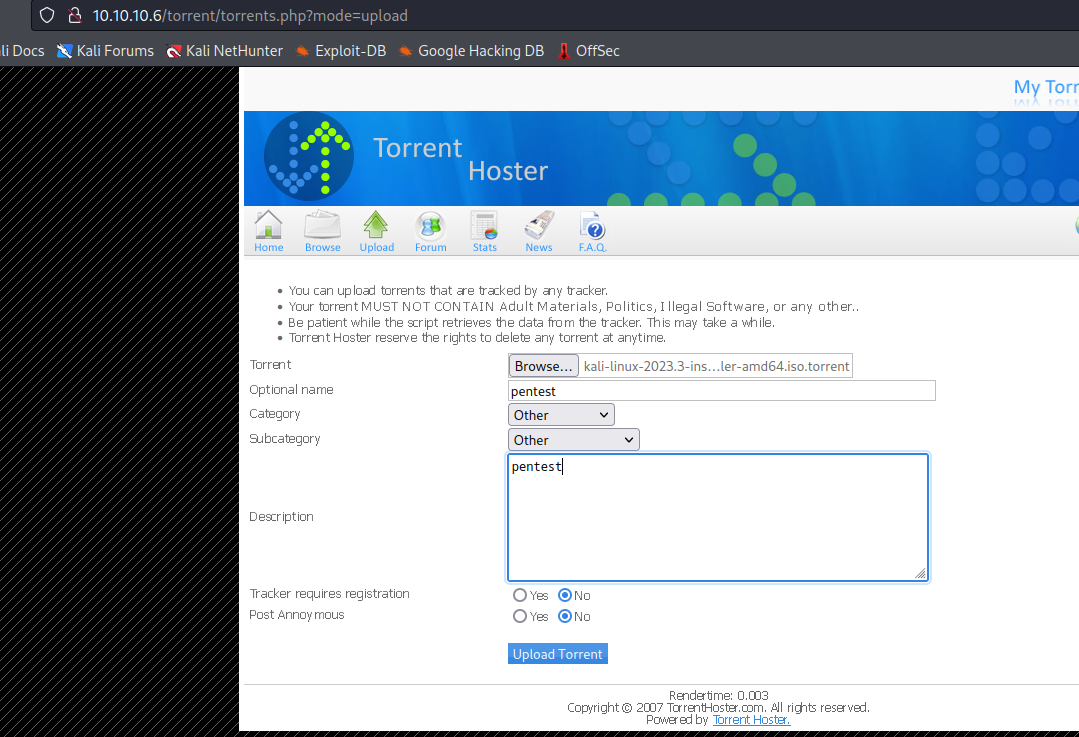 10.10.10.6/torrent/torrents.php?mode=upload
li Docs Kali Forums Kali NetHunter Exploit-DB Google Hacking DB OffSec
My Torr
Torrent
Hoster
Home Browse Upload Forum Stats News F.A.Q.
• You can upload torrents that are tracked by any tracker.
• Your torrent MUST NOT CONTAIN Adult Materials, Politics, Illegal Software, or any other..
• Be patient while the script retrieves the data from the tracker. This may take a while.
• Torrent Hoster reserve the rights to delete any torrent at anytime.
Torrent Browse... kali-linux-2023.3-ins...ler-amd64.iso.torrent
Optional name pentest
Category Other
Subcategory Other
pentest
Description
Tracker requires registration Yes No
Post Annoymous Yes No
Upload Torrent
Rendertime: 0.003
Copyright © 2007 TorrentHoster.com. All rights reserved.
Powered by Torrent Hoster.